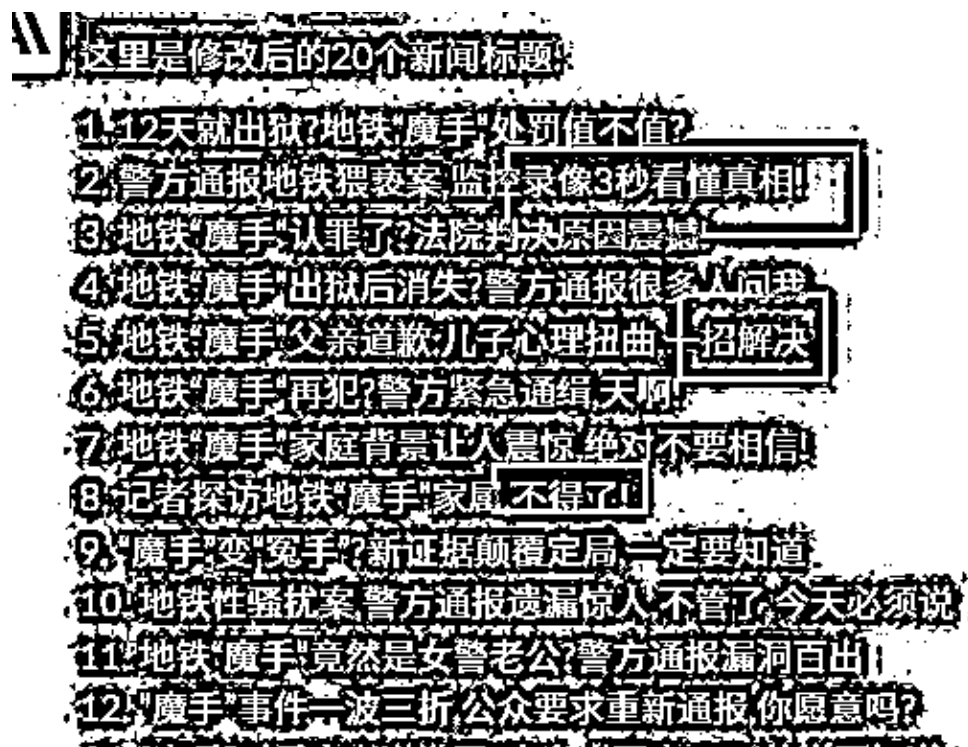 这里是修改后的20个新闻标题:
1. 12天就出狱?地铁"魔手"处罚值不值?
2. 警方通报地铁猥亵案,监控录像3秒看懂真相!
3. 地铁"魔手"认罪了?法院判决原因震撼
4. 地铁"魔手"出狱后消失?警方通报很多人问我
5. 地铁"魔手"父亲道歉,儿子心理扭曲,一招解决
6. 地铁"魔手"再犯?警方紧急通缉,天啊!
7. 地铁"魔手"家庭背景让人震惊,绝对不要相信!
8. 记者探访地铁"魔手"家属,不得了!
9. "魔手"变"冤手"?新证据颠覆定局,一定要知道
10. 地铁性骚扰案,警方通报遗漏惊人,不管了,今天必须说
11. 地铁"魔手"竟然是女警老公?警方通报漏洞百出
12. "魔手"事件一波三折,公众要求重新通报,你愿意吗?